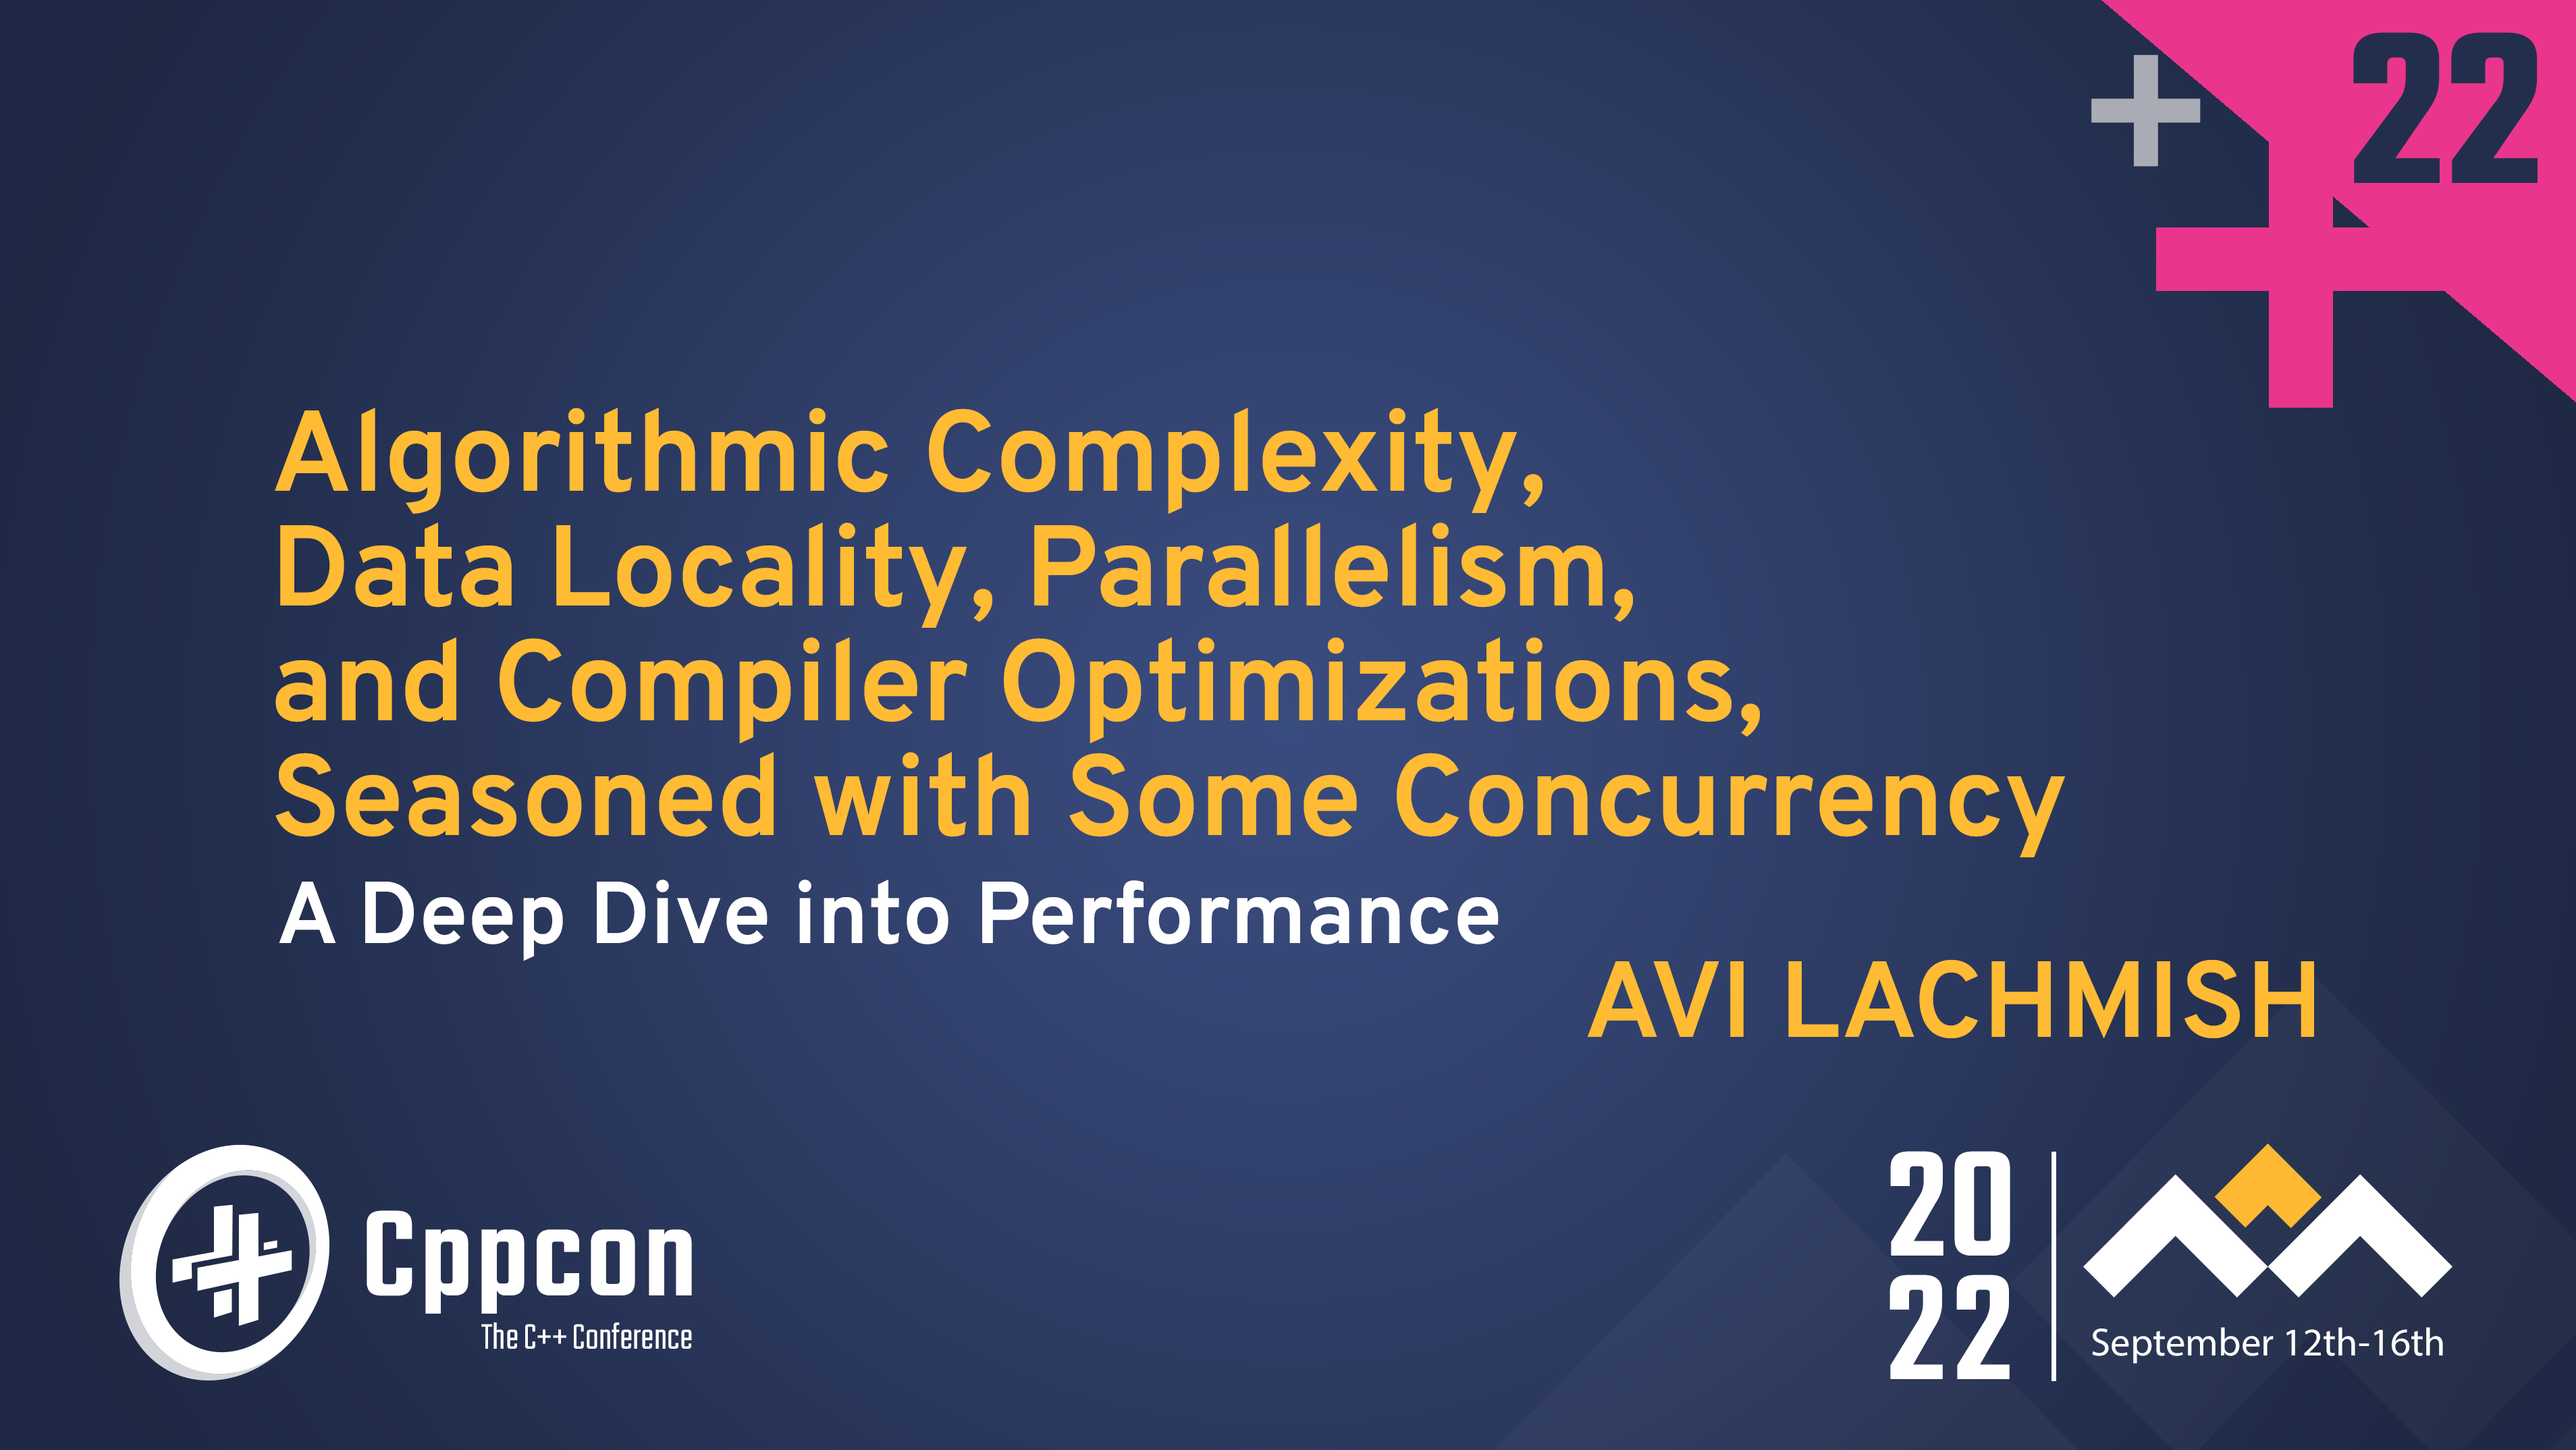 22
Algorithmic Complexity,
Data Locality, Parallelism,
and Compiler Optimizations,
Seasoned with Some Concurrency
A Deep Dive into Performance
AVI LACHMISH
Cppcon
The C++ Conference
20
22
September 12th-16th